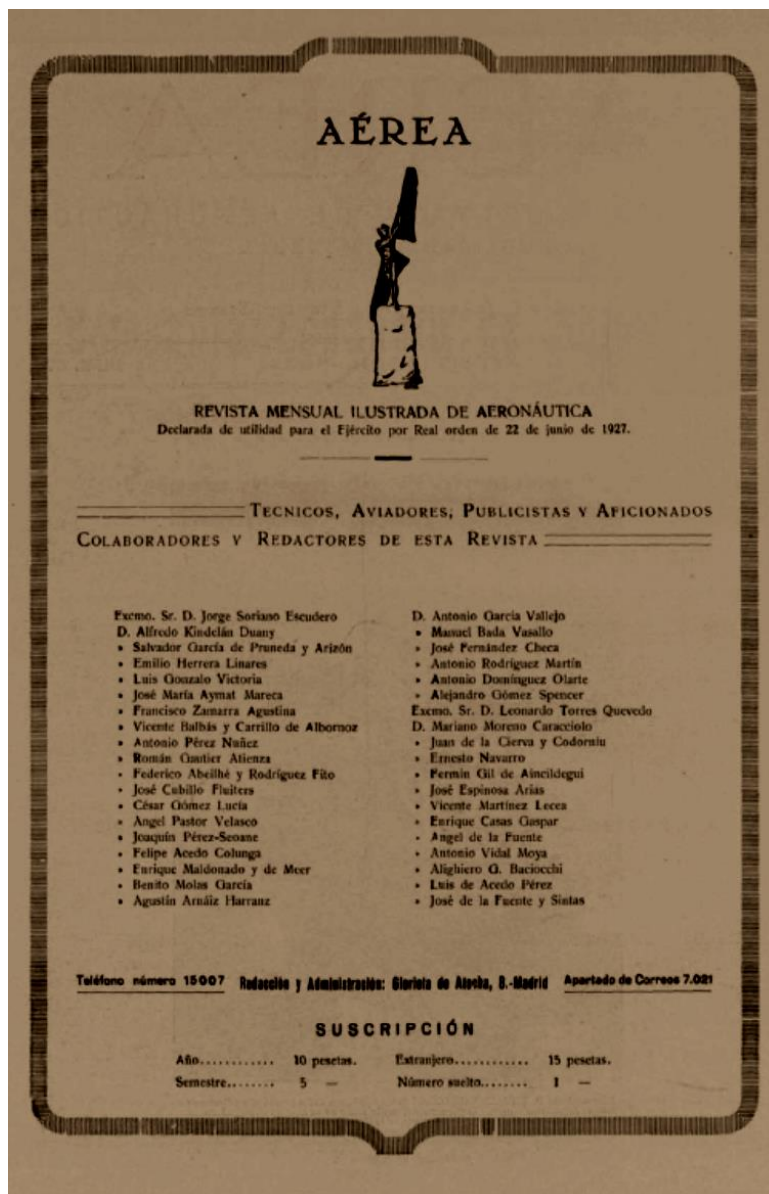 AÉREA
REVISTA MENSUAL ILUSTRADA DE AERONÁUTICA
Declarada de utilidad para el Ejército por Real orden de 22 de junio de 1927.
TECNICOS, AVIADORES, PUBLICISTAS Y AFICIONADOS
COLABORADORES Y REDACTORES DE ESTA REVISTA
Excmo. Sr. D. Jorge Soriano Escudero
D. Alfredo Kindelán Duany
» Salvador García de Pruneda y Arizón
» Emilio Herrera Linares
» Luis Gonzalo Victoria
» José María Aymat Mareca
» Francisco Zamarra Agustina
» Vicente Balbás y Carrillo de Albornoz
» Antonio Pérez Nuñez
» Román Gautier Atienza
» Federico Abeilhé y Rodríguez Fito
» José Cubillo Fluiters
» César Gómez Lucía
» Angel Pastor Velasco
» Joaquín Pérez-Seoane
» Felipe Acedo Colunga
» Enrique Maldonado y de Meer
» Benito Molas García
» Agustín Arnáiz Harranz
D. Antonio García Vallejo
» Manuel Bada Vasallo
» José Fernández Checa
» Antonio Rodríguez Martín
» Antonio Domínguez Olarte
» Alejandro Gómez Spencer
Excmo. Sr. D. Leonardo Torres Quevedo
D. Mariano Moreno Caracciolo
» Juan de la Cierva y Codorniu
» Ernesto Navarro
» Fermín Gil de Aincildegui
» José Espinosa Arias
» Vicente Martínez Lecea
» Enrique Casas Gaspar
» Angel de la Fuente
» Antonio Vidal Moya
» Alighiero G. Baciocchi
» Luis de Acedo Pérez
» José de la Fuente y Sintas
Teléfono número 15007 Redacción y Administración: Glorieta de Atocha, 8.-Madrid Apartado de Correos 7.021
SUSCRIPCIÓN
Año............ 10 pesetas. Extranjero............ 15 pesetas.
Semestre........ 5 — Número suelto........ 1 —